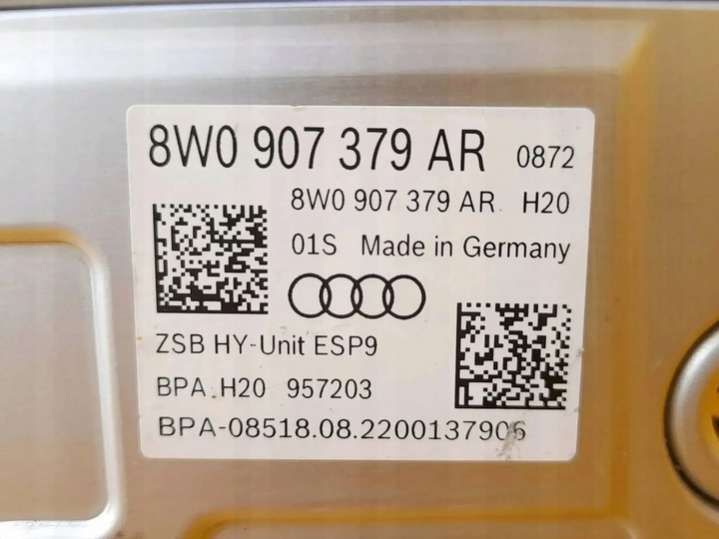 8W0 907 379 AR 0872
8W0 907 379 AR H20
01S Made in Germany
ZSB HY-Unit ESP9
BPA H20 957203
BPA-08518.08.2200137906